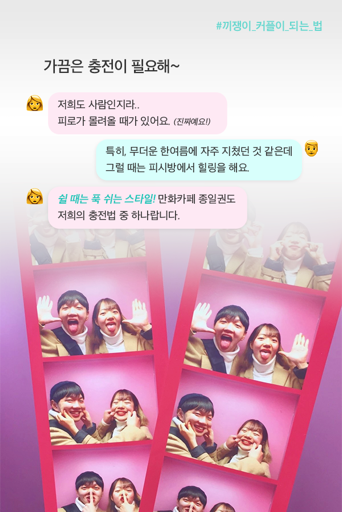 #끼쟁이_커플이_되는_법
가끔은 충전이 필요해~
저희도 사람인지라..
피로가 몰려올 때가 있어요. (진짜예요!)
특히, 무더운 한여름에 자주 지쳤던 것 같은데
그럴 때는 피시방에서 힐링을 해요.
쉴 때는 푹 쉬는 스타일! 만화카페 종일권도
저희의 충전법 중 하나랍니다.